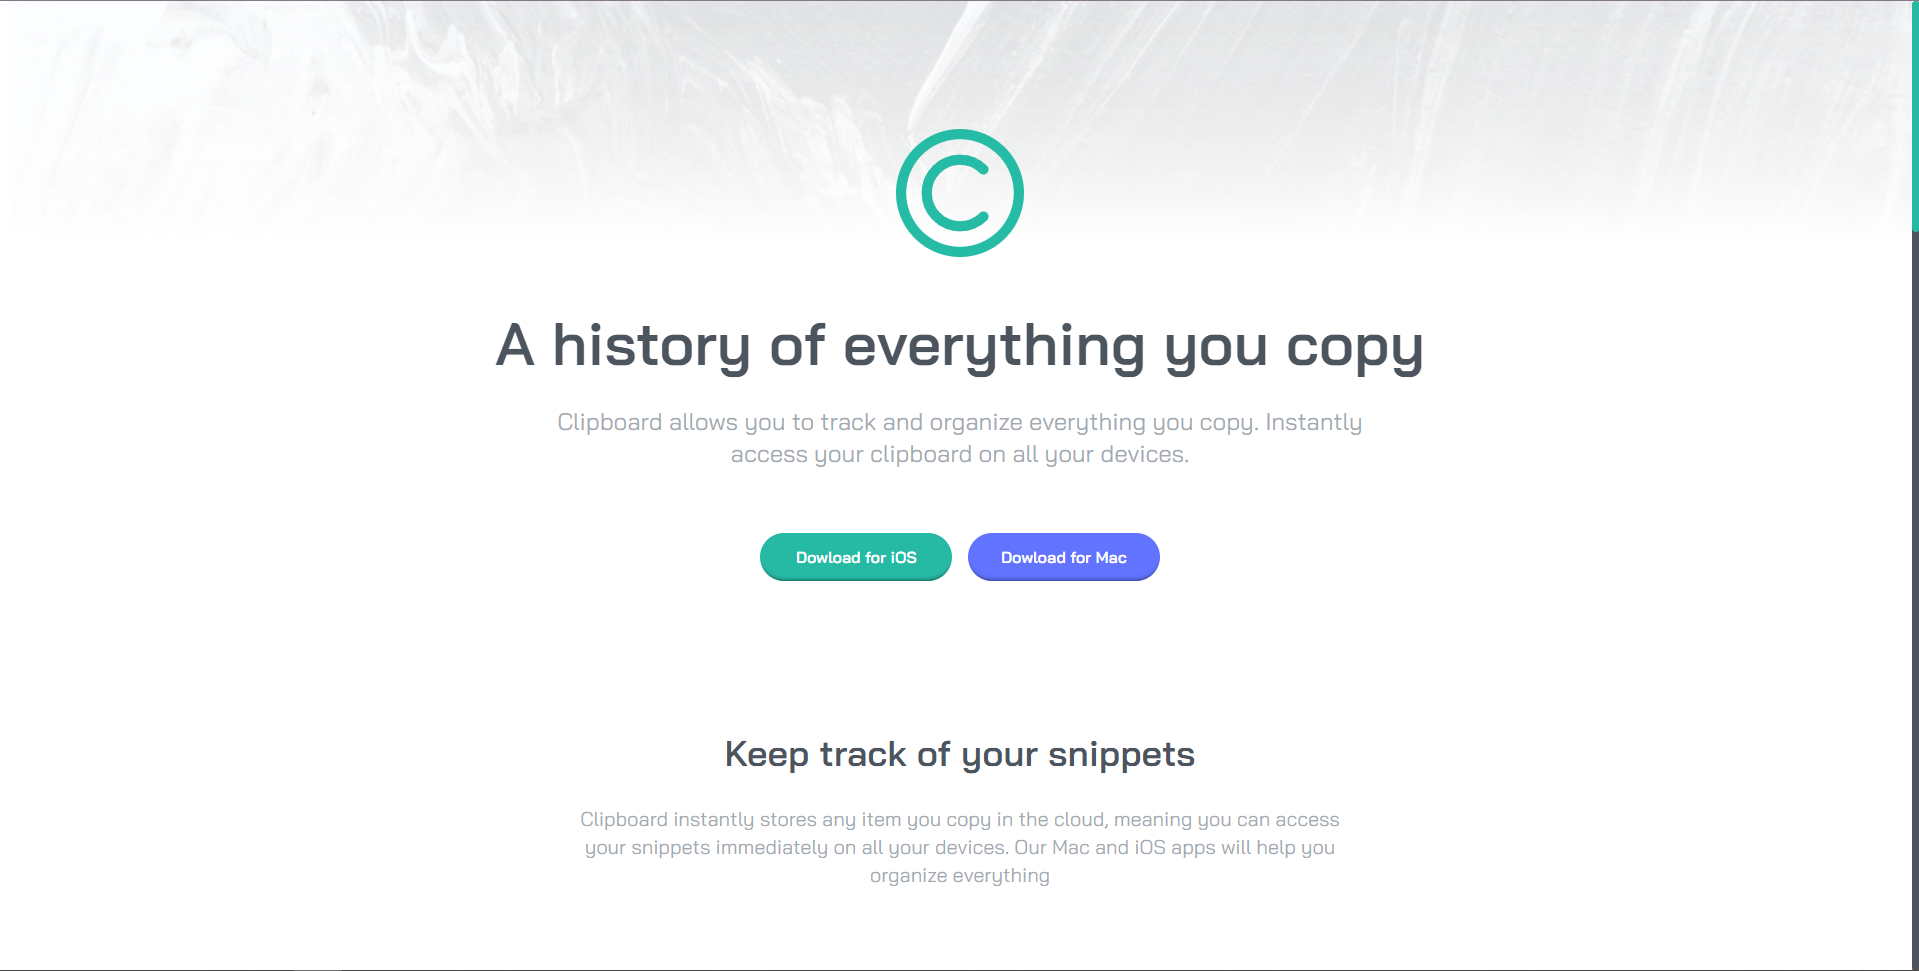 A history of everything you copy
Clipboard allows you to track and organize everything you copy. Instantly
access your clipboard on all your devices.
Dowload for iOS
Dowload for Mac
Keep track of your snippets
Clipboard instantly stores any item you copy in the cloud, meaning you can access
your snippets immediately on all your devices. Our Mac and iOS apps will help you
organize everything